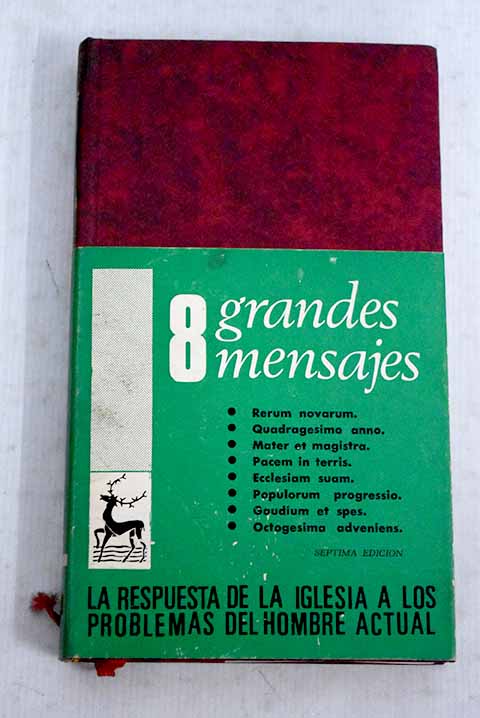 8 grandes
mensajes
• Rerum novarum.
• Quadragesimo anno.
• Mater et magistra.
• Pacem in terris.
• Ecclesiam suam.
• Populorum progressio.
• Gaudium et spes.
• Octogesima adveniens.
SEPTIMA EDICION
LA RESPUESTA DE LA IGLESIA A LOS
PROBLEMAS DEL HOMBRE ACTUAL